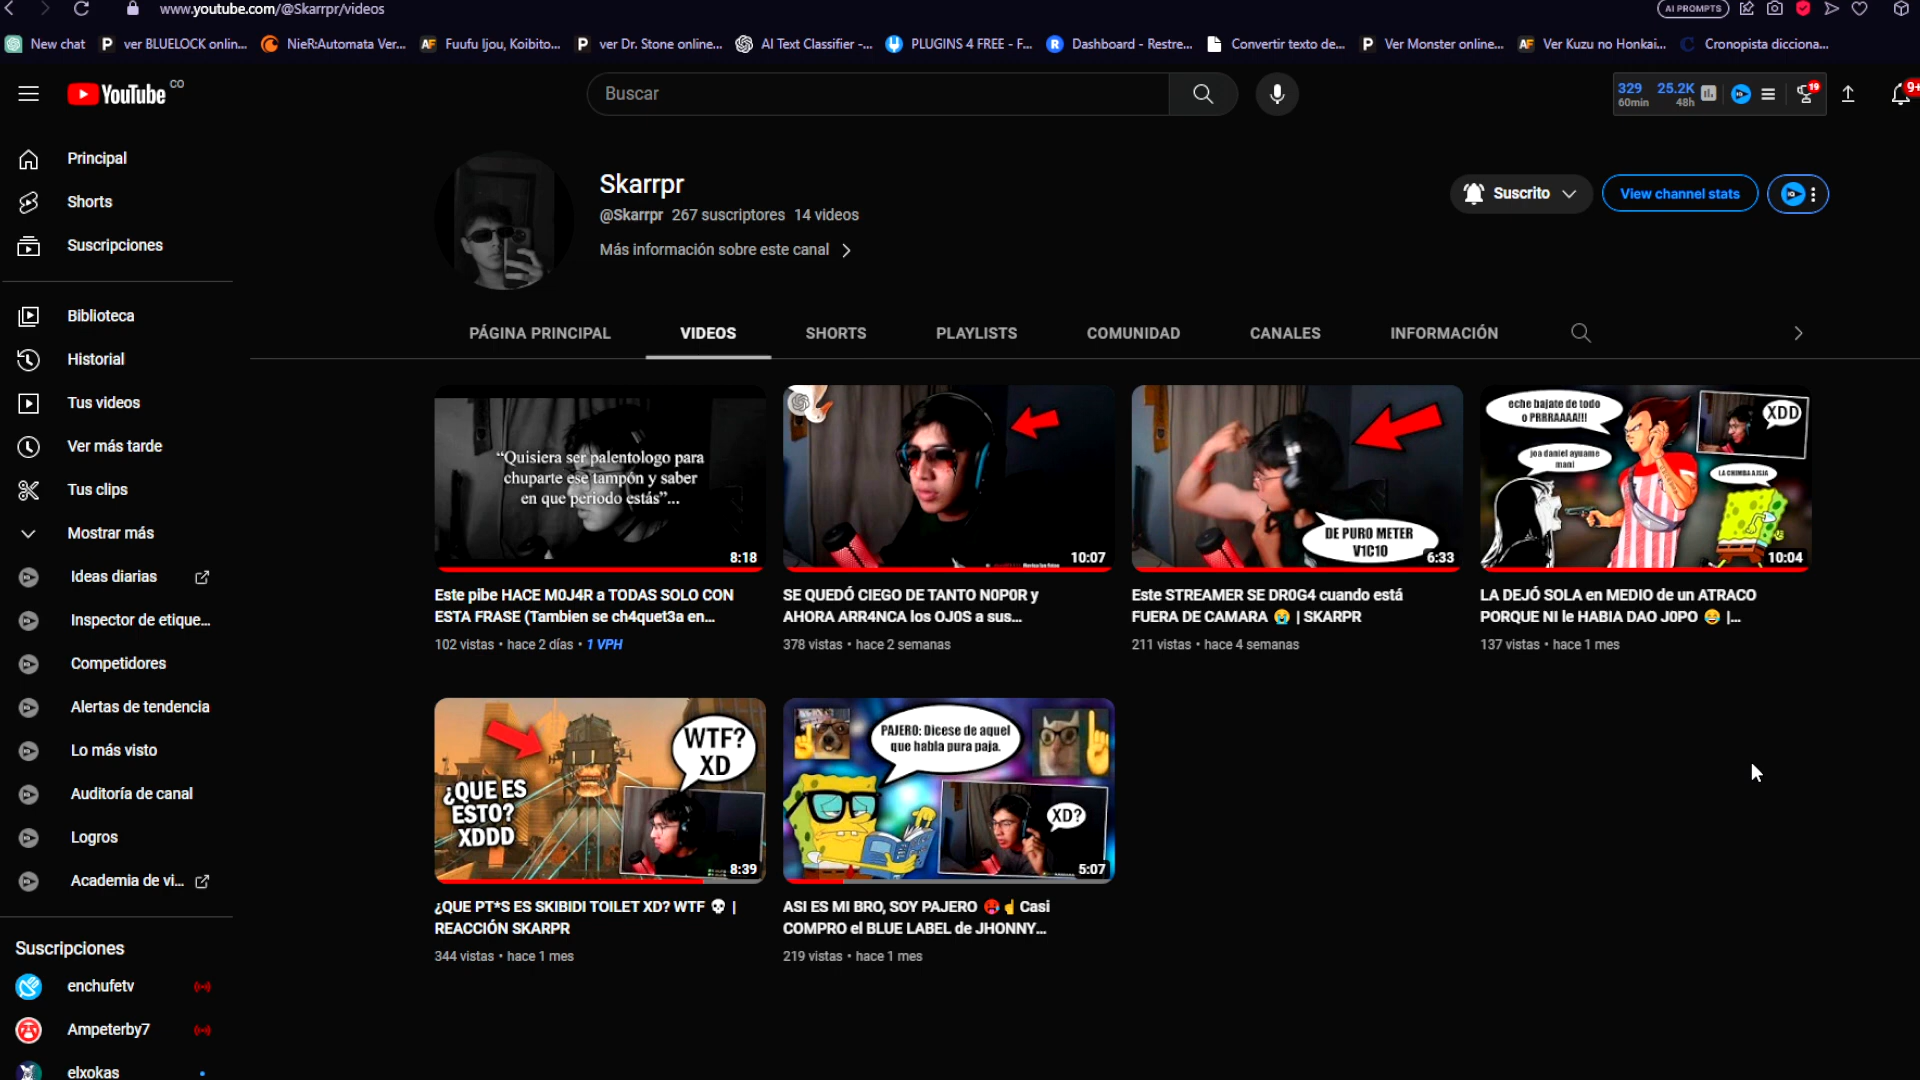 www.youtube.com/@Skarrpr/videos
AI PROMPTS
New chat
ver BLUELOCK onlin...
NieR:Automata Ver...
Fuufu Ijou, Koibito...
ver Dr. Stone online...
AI Text Classifier -...
PLUGINS 4 FREE - F...
Dashboard - Restre...
Convertir texto de...
Ver Monster online...
Ver Kuzu no Honkai...
Cronopista dicciona...
YouTube CO
Buscar
329 60min
25.2K 48h
19
9+
Principal
Shorts
Suscripciones
Biblioteca
Historial
Tus videos
Ver más tarde
Tus clips
Mostrar más
Ideas diarias
Inspector de etique...
Competidores
Alertas de tendencia
Lo más visto
Auditoría de canal
Logros
Academia de vi...
Suscripciones
enchufetv
Ampeterby7
elxokas
Skarrpr
@Skarrpr 267 suscriptores 14 videos
Más información sobre este canal
Suscrito
View channel stats
PÁGINA PRINCIPAL
VIDEOS
SHORTS
PLAYLISTS
COMUNIDAD
CANALES
INFORMACIÓN
“Quisiera ser palentologo para
chuparte ese tampón y saber
en que periodo estás”...
8:18
Este pibe HACE M0J4R a TODAS SOLO CON
ESTA FRASE (Tambien se ch4quet3a en...
102 vistas • hace 2 días • 1 VPH
10:07
SE QUEDÓ CIEGO DE TANTO N0P0R y
AHORA ARR4NCA los OJ0S a sus...
378 vistas • hace 2 semanas
DE PURO METER
V1C10
6:33
Este STREAMER SE DR0G4 cuando está
FUERA DE CAMARA 😭 | SKARPR
211 vistas • hace 4 semanas
eche bajate de todo
o PRRRAAAA!!!
joa daniel ayuame
mani
XDD
LA CHIMBA AJSJA
10:04
LA DEJÓ SOLA en MEDIO de un ATRACO
PORQUE NI le HABIA DAO J0PO 😂 |...
137 vistas • hace 1 mes
¿QUE ES
ESTO?
XDDD
WTF?
XD
8:39
¿QUE PT*S ES SKIBIDI TOILET XD? WTF 💀 |
REACCIÓN SKARPR
344 vistas • hace 1 mes
PAJERO: Dicese de aquel
que habla pura paja.
XD?
5:07
ASI ES MI BRO, SOY PAJERO 🥵☝️ Casi
COMPRO el BLUE LABEL de JHONNY...
219 vistas • hace 1 mes